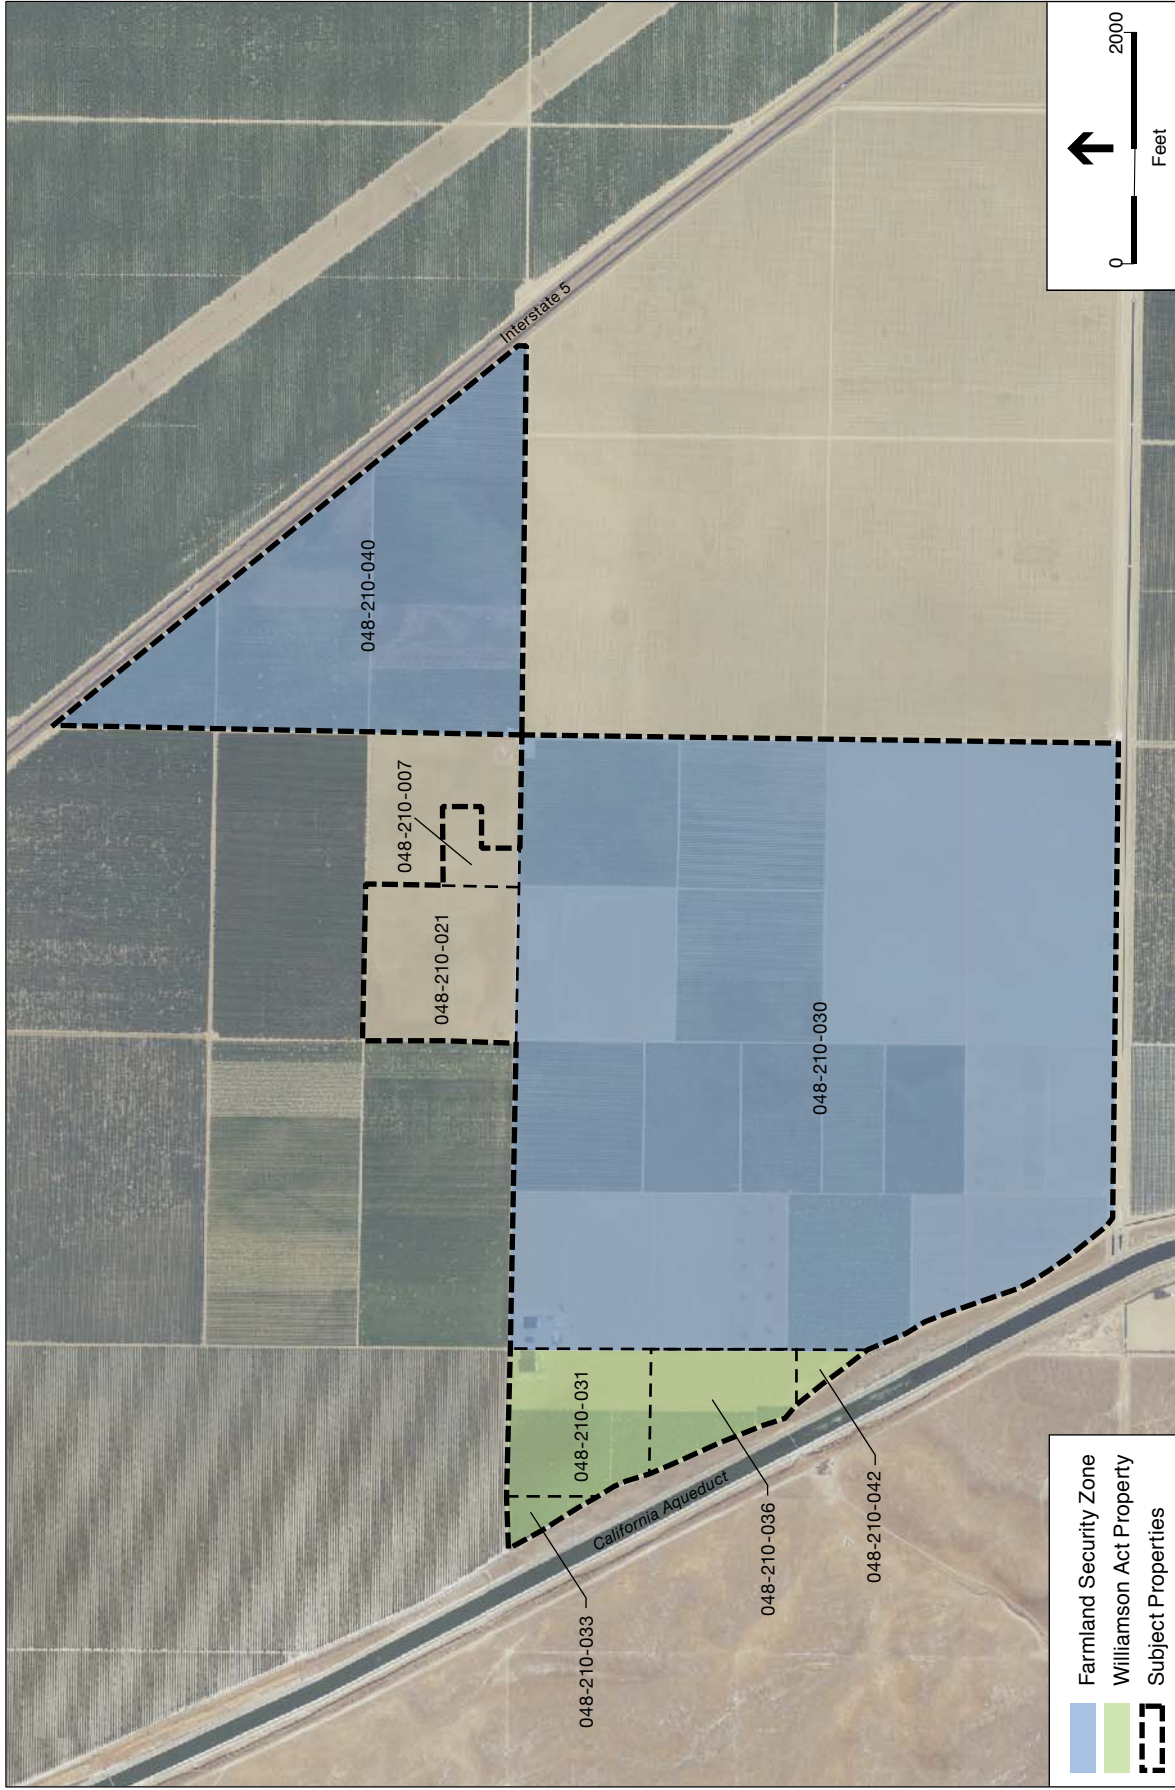 Interstate 5
048-210-040
048-210-007
048-210-021
048-210-030
048-210-031
048-210-033
048-210-036
048-210-042
California Aqueduct
Farmland Security Zone
Williamson Act Property
Subject Properties
0 2000
Feet